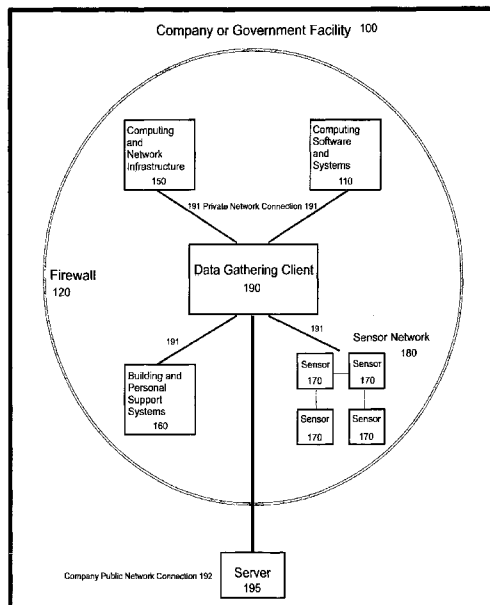 Company or Government Facility 100
Computing
and
Network
Infrastructure
150
Computing
Software
and
Systems
110
191 Private Network Connection 191
Data Gathering Client
190
Firewall
120
191
191
Sensor Network
180
Building and
Personal
Support
Systems
160
Sensor
170
Sensor
170
Sensor
170
Sensor
170
Company Public Network Connection 192
Server
195